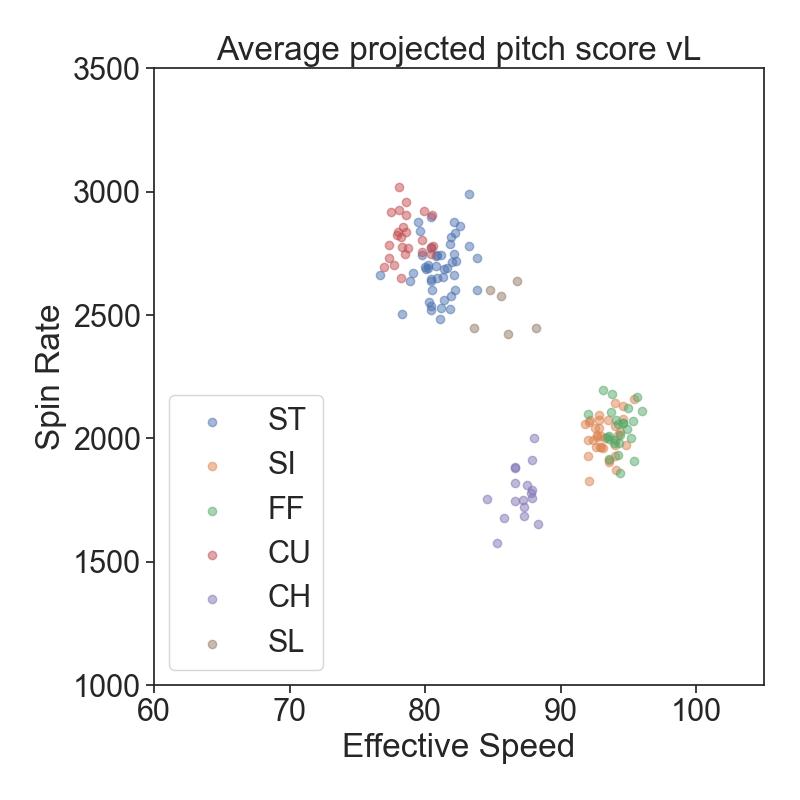 Average projected pitch score vL
3500
3000
2500
2000
1500
1000
Spin Rate
ST
SI
FF
CU
CH
SL
60 70 80 90 100
Effective Speed